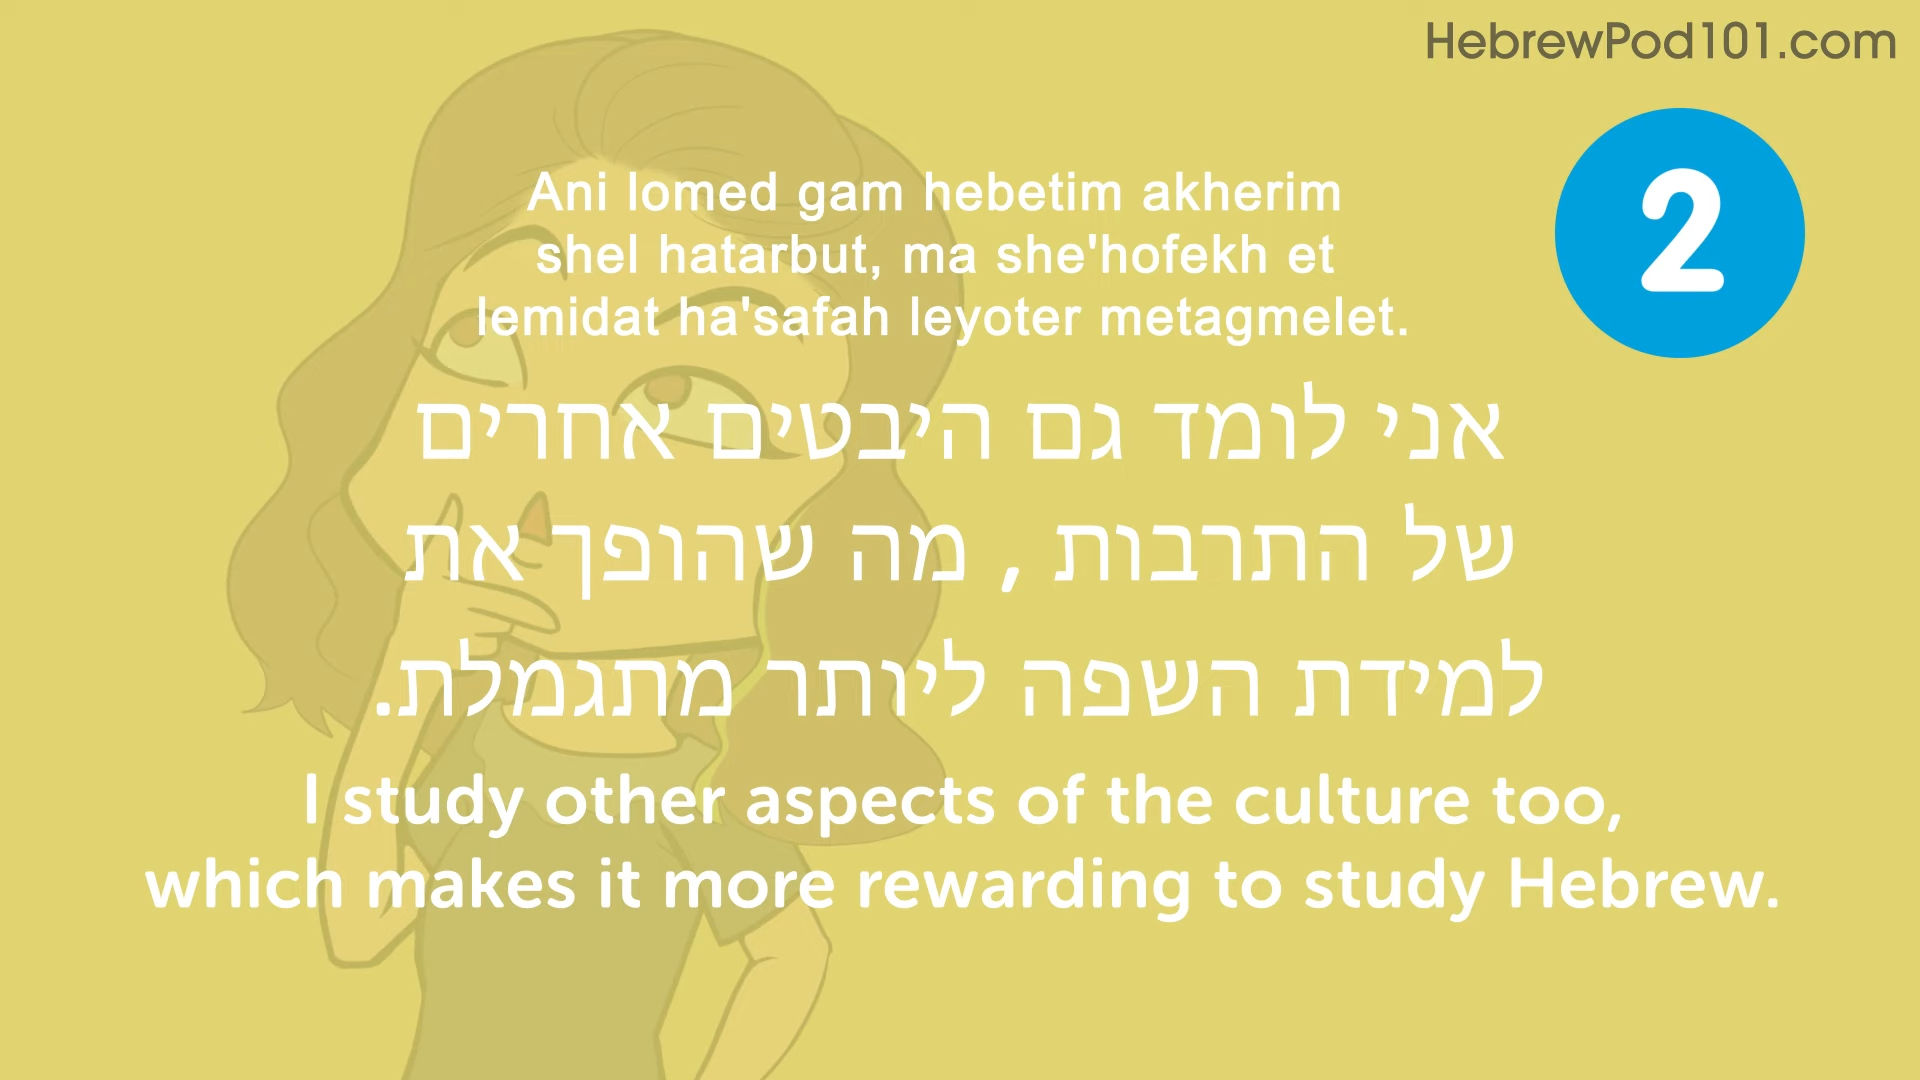 HebrewPod101.com
2
Ani lomed gam hebetim akherim
shel hatarbut, ma she'hofekh et
lemidat ha'safah leyoter metagmelet.
אני לומד גם היבטים אחרים
של התרבות , מה שהופך את
למידת השפה ליותר מתגמלת.
I study other aspects of the culture too,
which makes it more rewarding to study Hebrew.